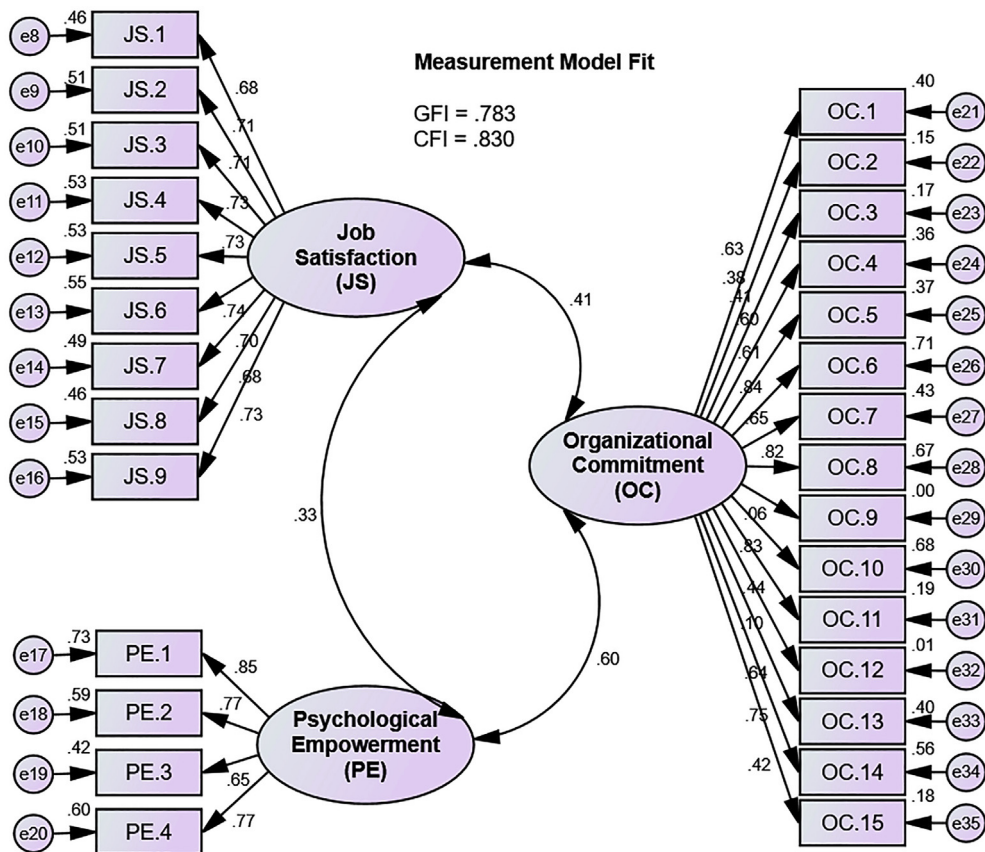 Measurement Model Fit
GFI = .783
CFI = .830
e8 .46 JS.1
e9 .51 JS.2
e10 .51 JS.3
e11 .53 JS.4
e12 .53 JS.5
e13 .55 JS.6
e14 .49 JS.7
e15 .46 JS.8
e16 .53 JS.9
.68
.71
.71
.73
.73
.74
.70
.68
.73
Job
Satisfaction
(JS)
.41
.33
.60
e17 .73 PE.1
e18 .59 PE.2
e19 .42 PE.3
e20 .60 PE.4
.85
.77
.65
.77
Psychological
Empowerment
(PE)
Organizational
Commitment
(OC)
.63
.38
.41
.60
.61
.84
.65
.82
.06
.83
.44
.10
.64
.75
.42
OC.1 .40 e21
OC.2 .15 e22
OC.3 .17 e23
OC.4 .36 e24
OC.5 .37 e25
OC.6 .71 e26
OC.7 .43 e27
OC.8 .67 e28
OC.9 .00 e29
OC.10 .68 e30
OC.11 .19 e31
OC.12 .01 e32
OC.13 .40 e33
OC.14 .56 e34
OC.15 .18 e35